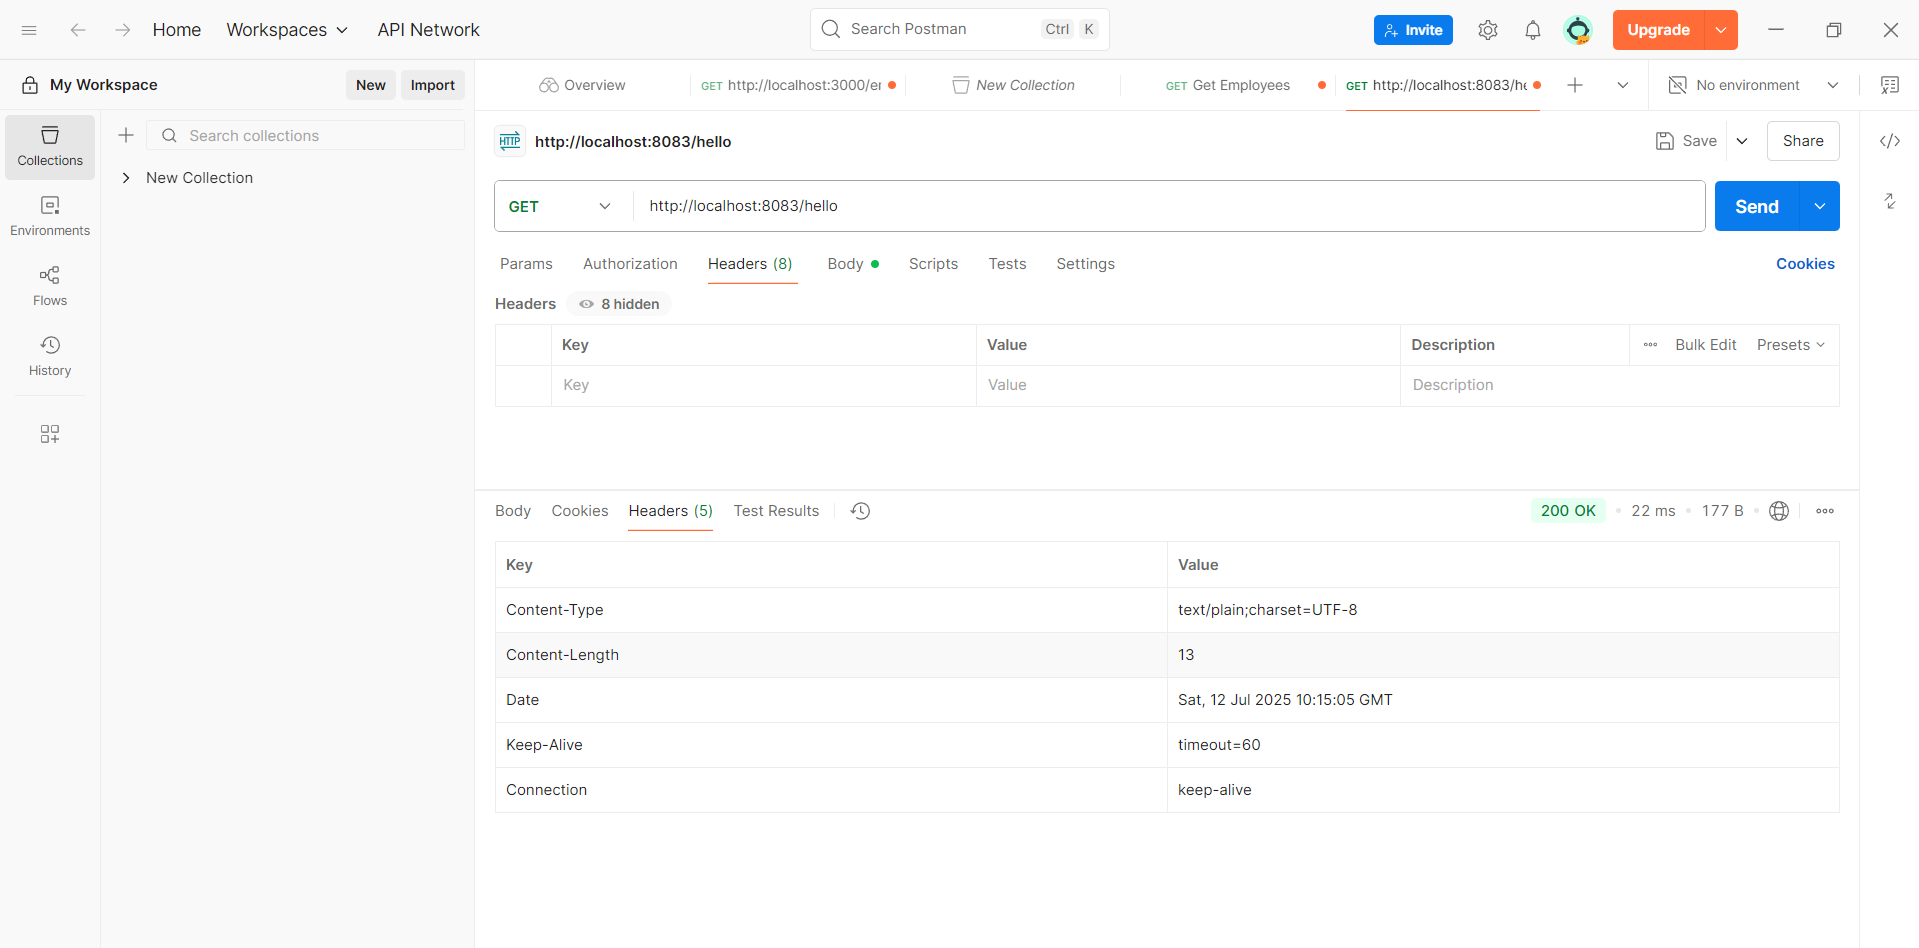 Home Workspaces API Network Search Postman Ctrl K Invite Upgrade
My Workspace New Import
Overview GET http://localhost:3000/er New Collection GET Get Employees GET http://localhost:8083/he No environment
Collections
Environments
Flows
History
Search collections
New Collection
HTTP http://localhost:8083/hello Save Share
GET http://localhost:8083/hello Send
Params Authorization Headers (8) Body Scripts Tests Settings Cookies
Headers 8 hidden
Key Value Description Bulk Edit Presets
Key Value Description
Body Cookies Headers (5) Test Results 200 OK 22 ms 177 B
Key Value
Content-Type text/plain;charset=UTF-8
Content-Length 13
Date Sat, 12 Jul 2025 10:15:05 GMT
Keep-Alive timeout=60
Connection keep-alive